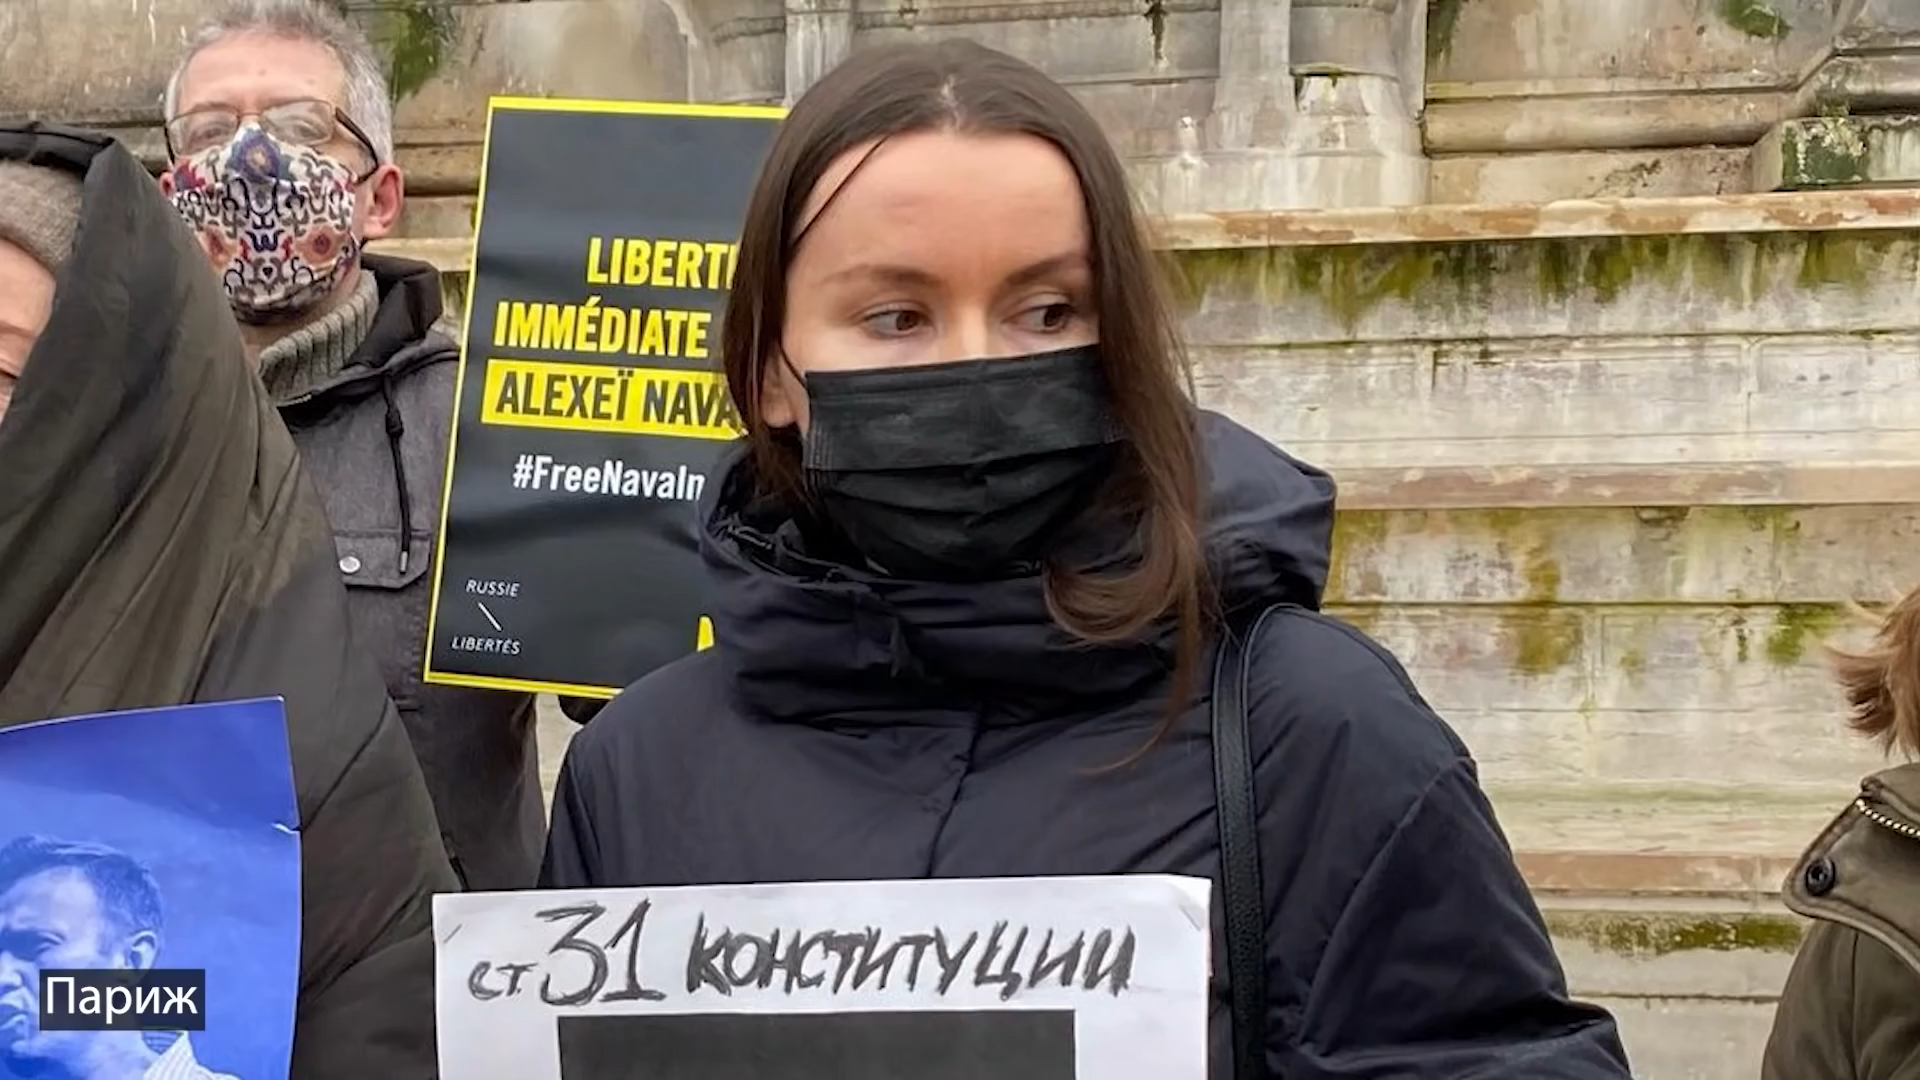 LIBERT
IMMÉDIATE
ALEXEÏ NAVA
#FreeNavaln
RUSSIE
LIBERTÉS
ст 31 КОНСТИТУЦИИ
Париж